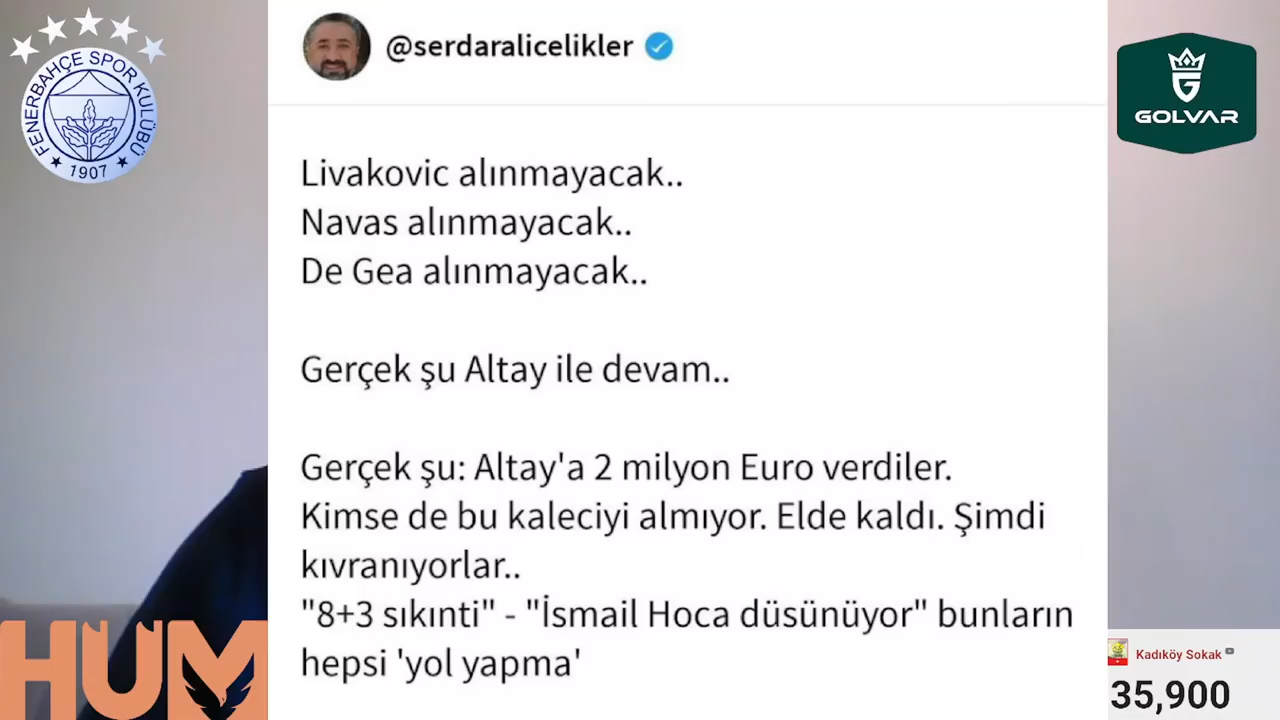 FENERBAHÇE SPOR KULÜBÜ
1907
@serdaralicelikler
GOLVAR
Livakovic alınmayacak..
Navas alınmayacak..
De Gea alınmayacak..
Gerçek şu Altay ile devam..
Gerçek şu: Altay'a 2 milyon Euro verdiler.
Kimse de bu kaleciyi almıyor. Elde kaldı. Şimdi
kıvranıyorlar..
"8+3 sıkınti" - "İsmail Hoca düsünüyor" bunların
hepsi 'yol yapma'
HUM
Kadıköy Sokak
35,900